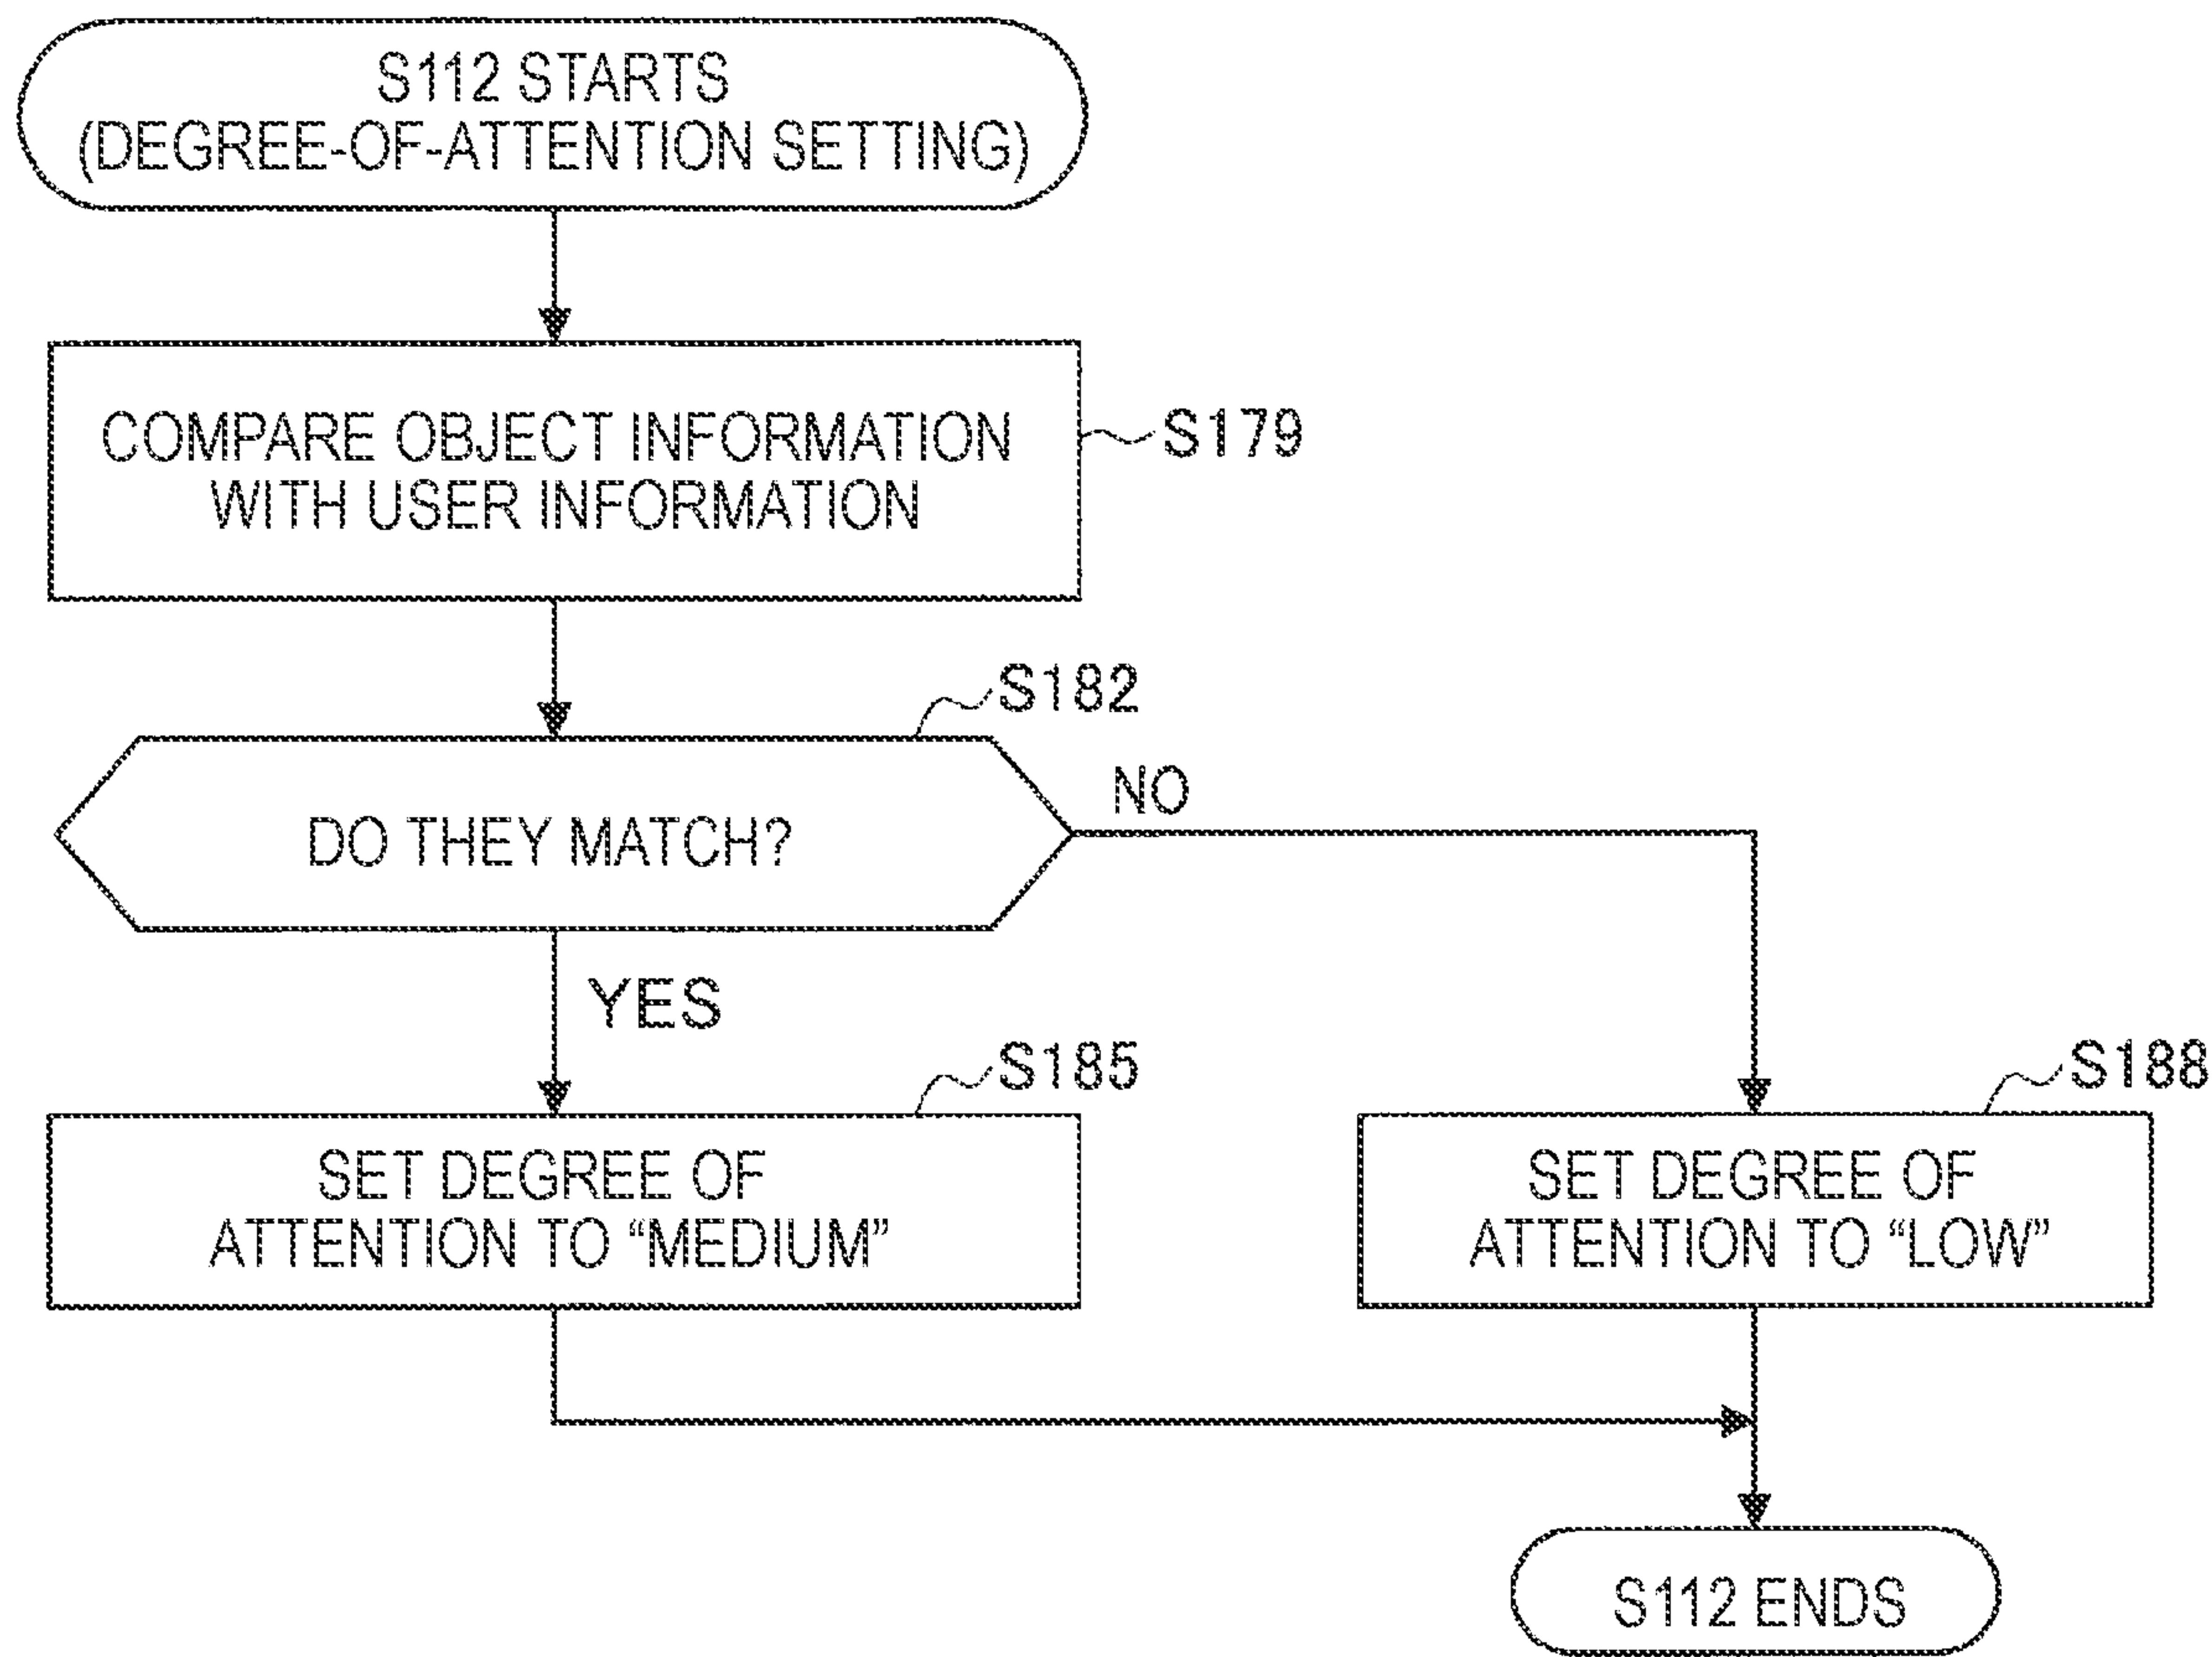 S112 STARTS
(DEGREE-OF-ATTENTION SETTING)
COMPARE OBJECT INFORMATION
WITH USER INFORMATION
S179
S182
DO THEY MATCH?
NO
YES
S185
SET DEGREE OF
ATTENTION TO “MEDIUM”
S188
SET DEGREE OF
ATTENTION TO “LOW”
S112 ENDS